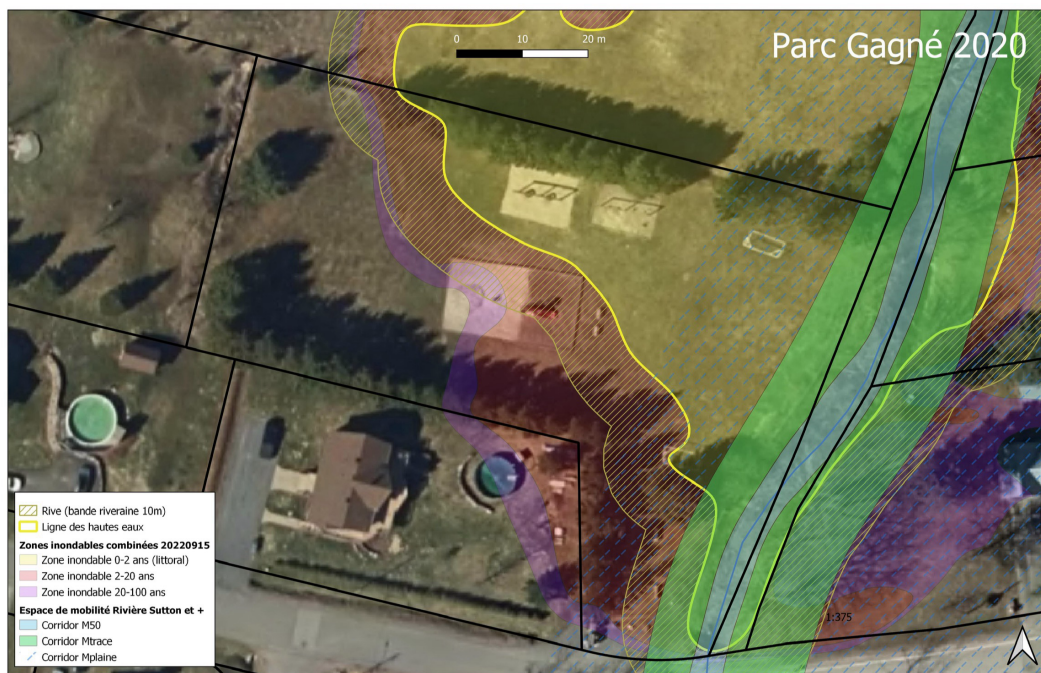 0 10 20 m
Parc Gagné 2020
Rive (bande riveraine 10m)
Ligne des hautes eaux
Zones inondables combinées 20220915
Zone inondable 0-2 ans (littoral)
Zone inondable 2-20 ans
Zone inondable 20-100 ans
Espace de mobilité Rivière Sutton et +
Corridor M50
Corridor Mtrace
Corridor Mplaine
1:375